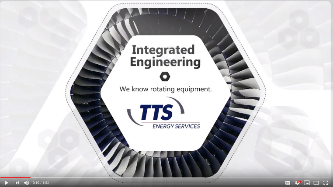 Integrated
Engineering
We know rotating equipment.
TTS
ENERGY SERVICES